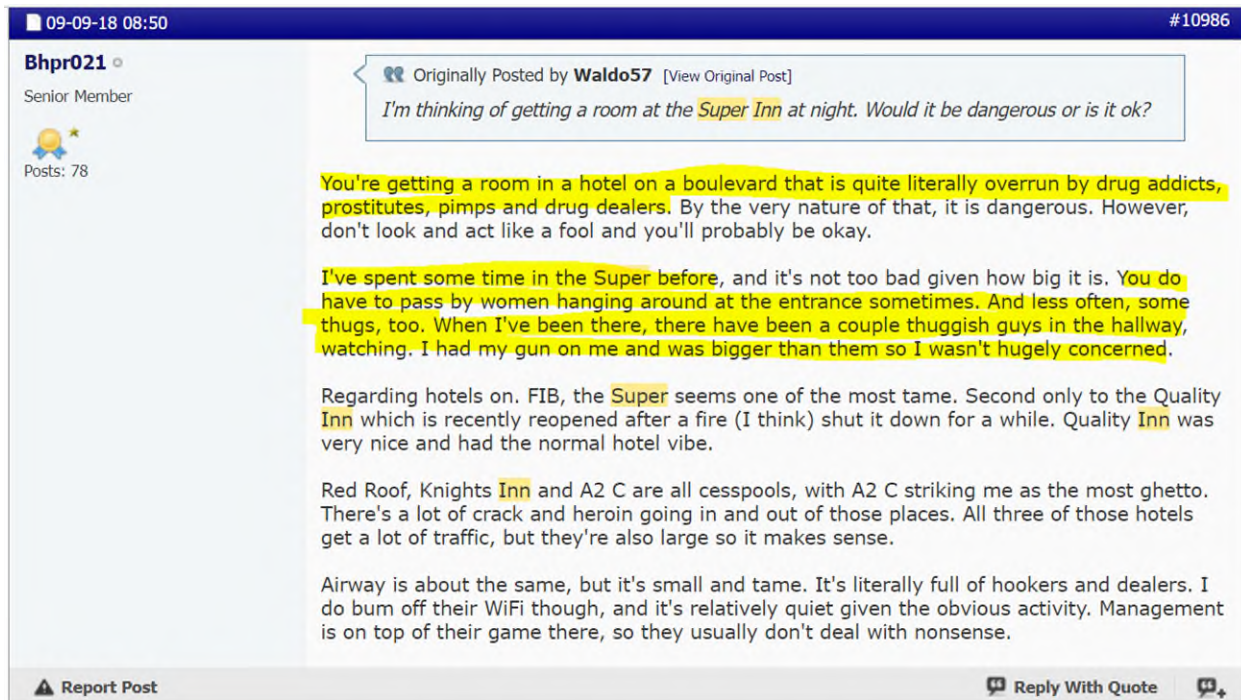 09-09-18 08:50
#10986
Bhpr021
Senior Member
Posts: 78
Originally Posted by Waldo57 [View Original Post]
I'm thinking of getting a room at the Super Inn at night. Would it be dangerous or is it ok?
You're getting a room in a hotel on a boulevard that is quite literally overrun by drug addicts,
prostitutes, pimps and drug dealers. By the very nature of that, it is dangerous. However,
don't look and act like a fool and you'll probably be okay.
I've spent some time in the Super before, and it's not too bad given how big it is. You do
have to pass by women hanging around at the entrance sometimes. And less often, some
thugs, too. When I've been there, there have been a couple thuggish guys in the hallway,
watching. I had my gun on me and was bigger than them so I wasn't hugely concerned.
Regarding hotels on. FIB, the Super seems one of the most tame. Second only to the Quality
Inn which is recently reopened after a fire (I think) shut it down for a while. Quality Inn was
very nice and had the normal hotel vibe.
Red Roof, Knights Inn and A2 C are all cesspools, with A2 C striking me as the most ghetto.
There's a lot of crack and heroin going in and out of those places. All three of those hotels
get a lot of traffic, but they're also large so it makes sense.
Airway is about the same, but it's small and tame. It's literally full of hookers and dealers. I
do bum off their WiFi though, and it's relatively quiet given the obvious activity. Management
is on top of their game there, so they usually don't deal with nonsense.
Report Post
Reply With Quote